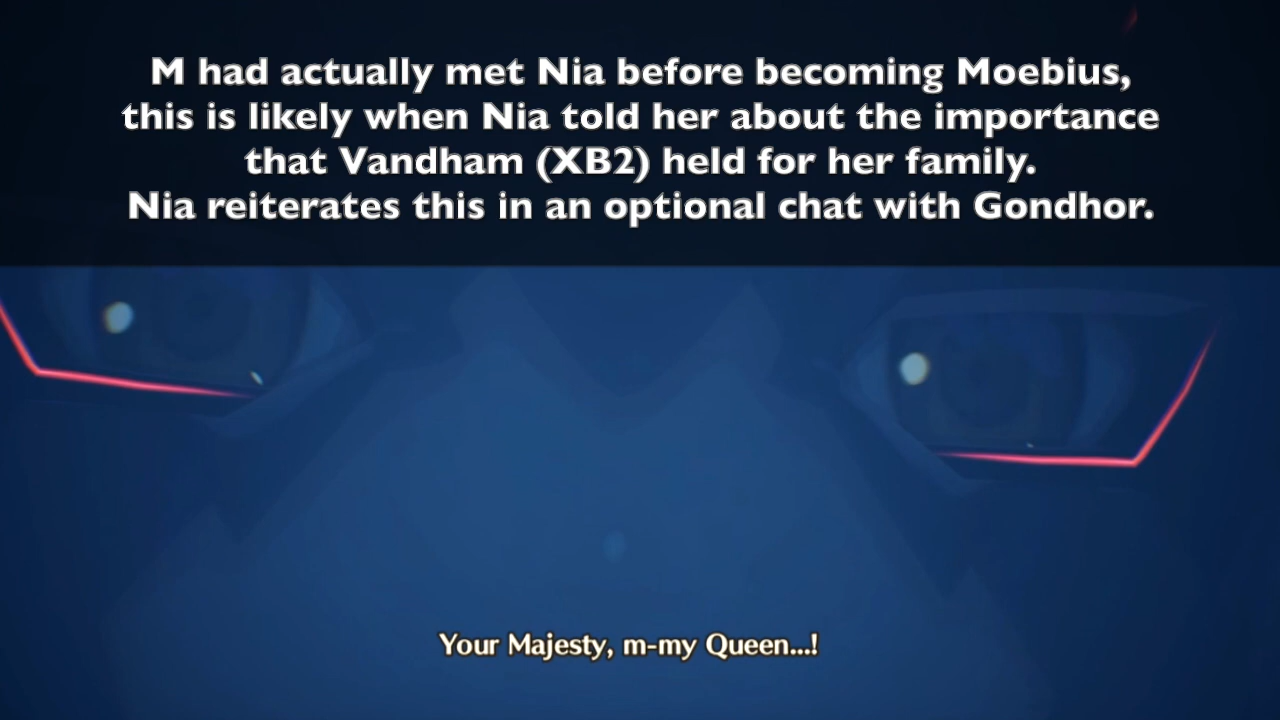 M had actually met Nia before becoming Moebius,
this is likely when Nia told her about the importance
that Vandham (XB2) held for her family.
Nia reiterates this in an optional chat with Gondhor.
Your Majesty, m-my Queen...!